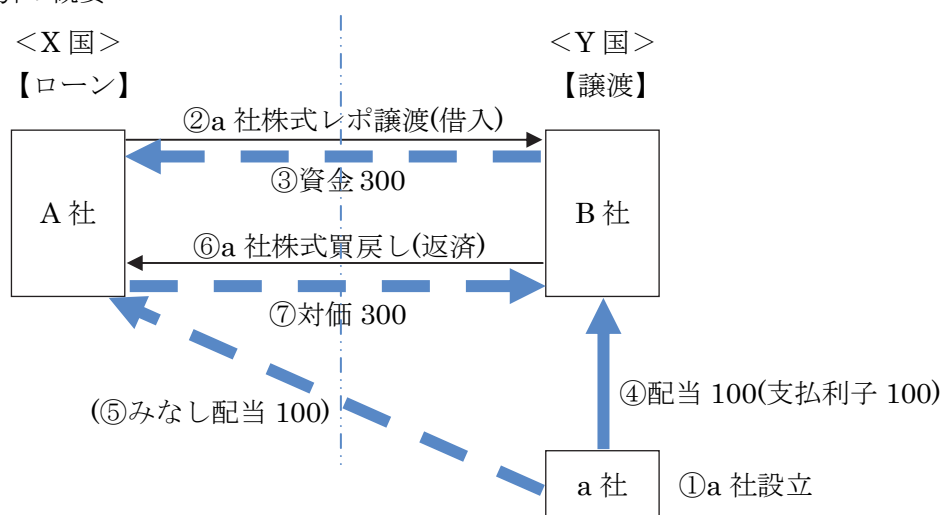 <X 国>
【ローン】
<Y 国>
【譲渡】
②a 社株式レポ譲渡(借入)
③資金 300
A 社
B 社
⑥a 社株式買戻し(返済)
⑦対価 300
(⑤みなし配当 100)
④配当 100(支払利子 100)
a 社
①a 社設立